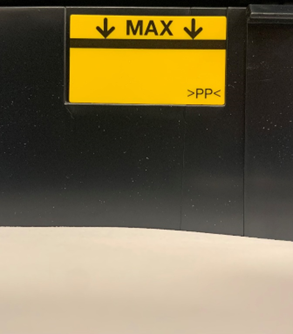 ↓ MAX ↓
>PP<